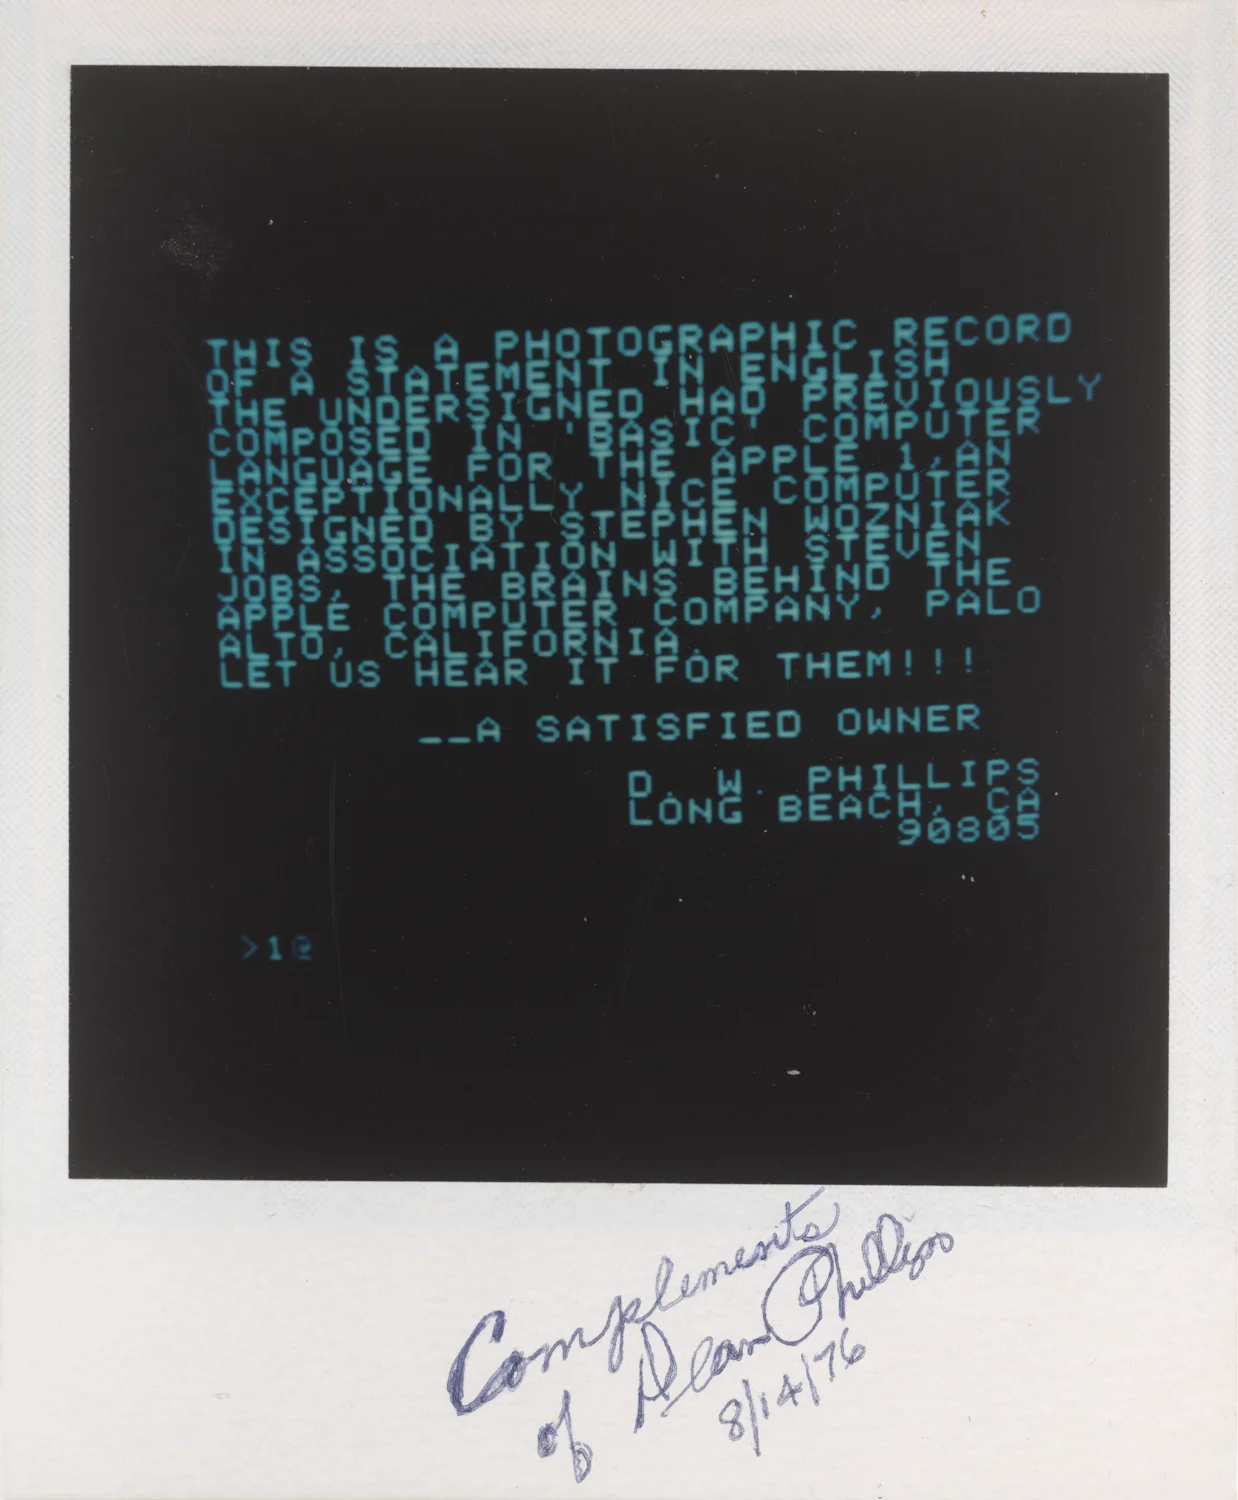 THIS IS A PHOTOGRAPHIC RECORD
OF A STATEMENT IN ENGLISH
THE UNDERSIGNED HAD PREVIOUSLY
COMPOSED IN 'BASIC' COMPUTER
LANGUAGE FOR THE APPLE 1,AN
EXCEPTIONALLY NICE COMPUTER
DESIGNED BY STEPHEN WOZNIAK
IN ASSOCIATION WITH STEVEN
JOBS, THE BRAINS BEHIND THE
APPLE COMPUTER COMPANY, PALO
ALTO, CALIFORNIA.
LET US HEAR IT FOR THEM!!!
__A SATISFIED OWNER
D. W. PHILLIPS
LONG BEACH, CA
90805
>1@
Complements
of Dean Phillips
8/14/76